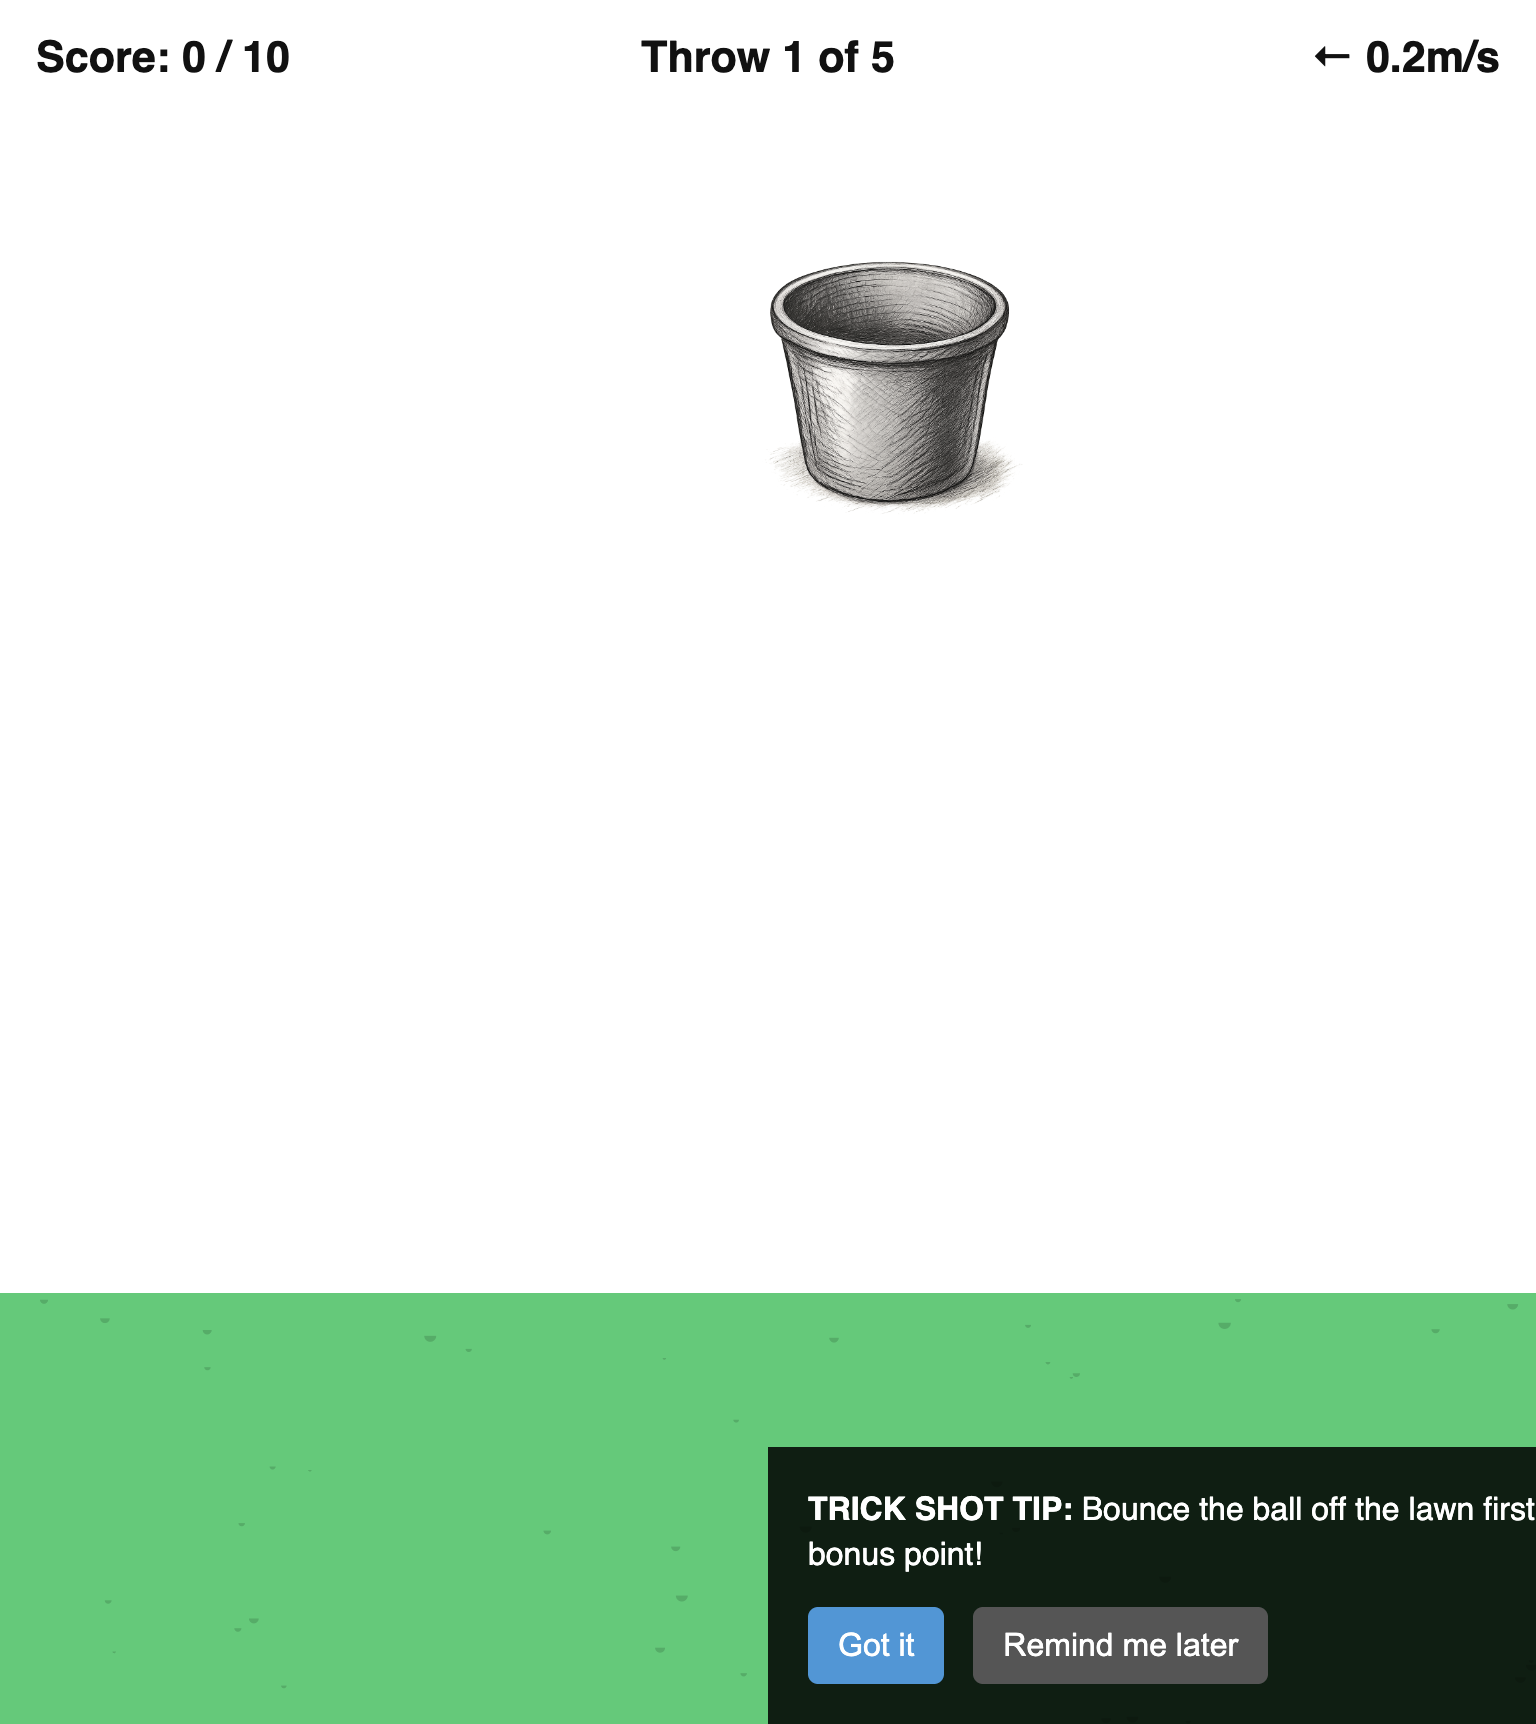 Score: 0 / 10
Throw 1 of 5
← 0.2m/s
TRICK SHOT TIP: Bounce the ball off the lawn first
bonus point!
Got it
Remind me later